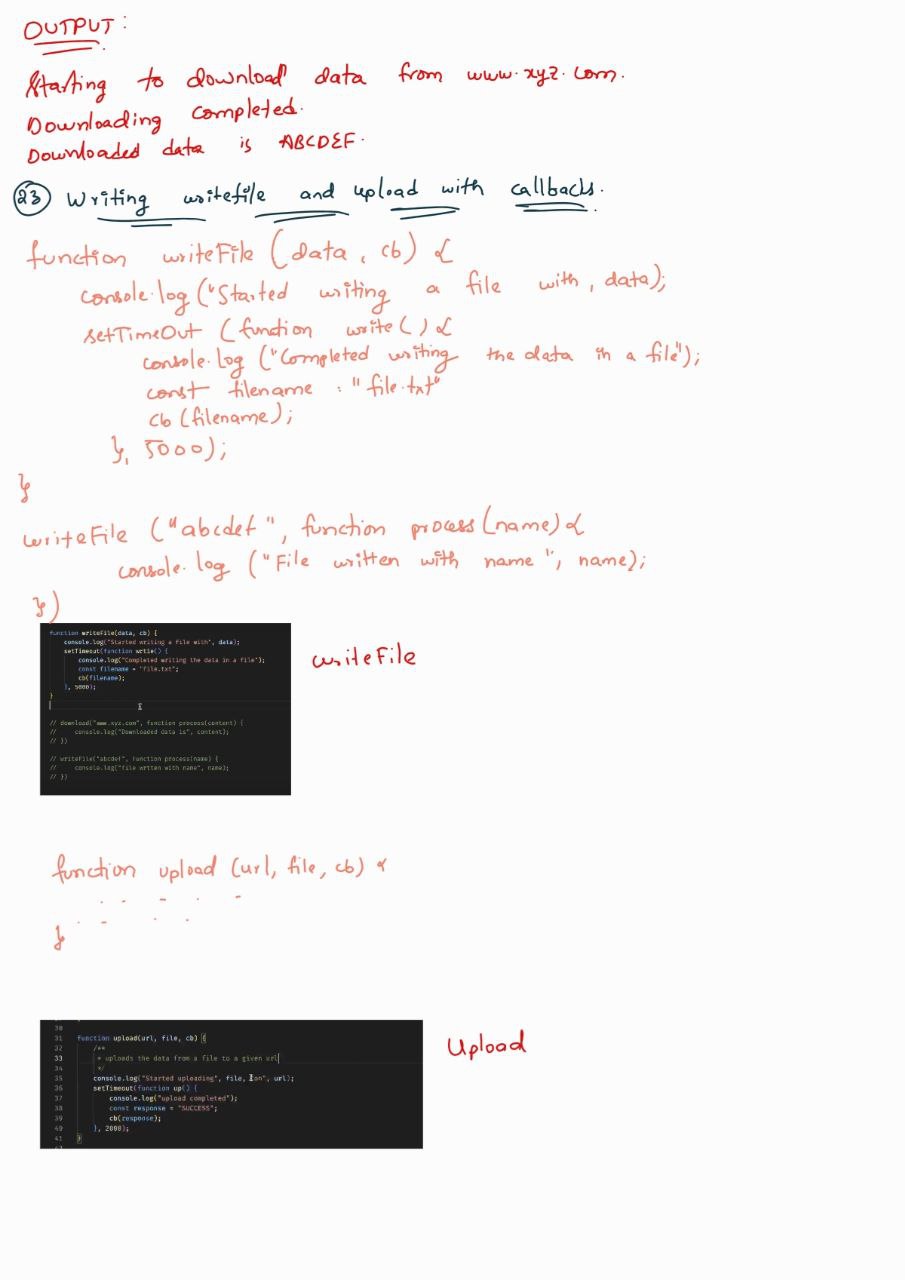 OUTPUT:
Starting to download data from www.xyz.com.
Downloading completed.
Downloaded data is ABCDEF.
23 Writing writefile and upload with callbacks.
function writeFile (data, cb) {
console.log ("Started writing a file with, data);
setTimeOut (function write () {
console.log ("Completed writing the data in a file");
const filename = "file.txt"
cb (filename);
}, 5000);
}
writeFile ("abcdef", function process(name) {
console.log ("File written with name", name);
})
function writeFile(data, cb) {
console.log("Started writing a file with", data);
setTimeout(function write() {
console.log("Completed writing the data in a file");
const filename = "file.txt";
cb(filename);
}, 5000);
}
writeFile
// download("www.xyz.com", function process(content) {
// console.log("Downloaded data is", content);
// })
// writeFile("abcdef", function process(name) {
// console.log("file written with name", name);
// })
function upload (url, file, cb) {
}
30
31 function upload(url, file, cb) {
32 /**
33 * uploads the data from a file to a given url
34 */
35 console.log("Started uploading", file, "on", url);
36 setTimeout(function up() {
37 console.log("upload completed");
38 const response = "SUCCESS";
39 cb(response);
40 }, 2000);
41 }
Upload